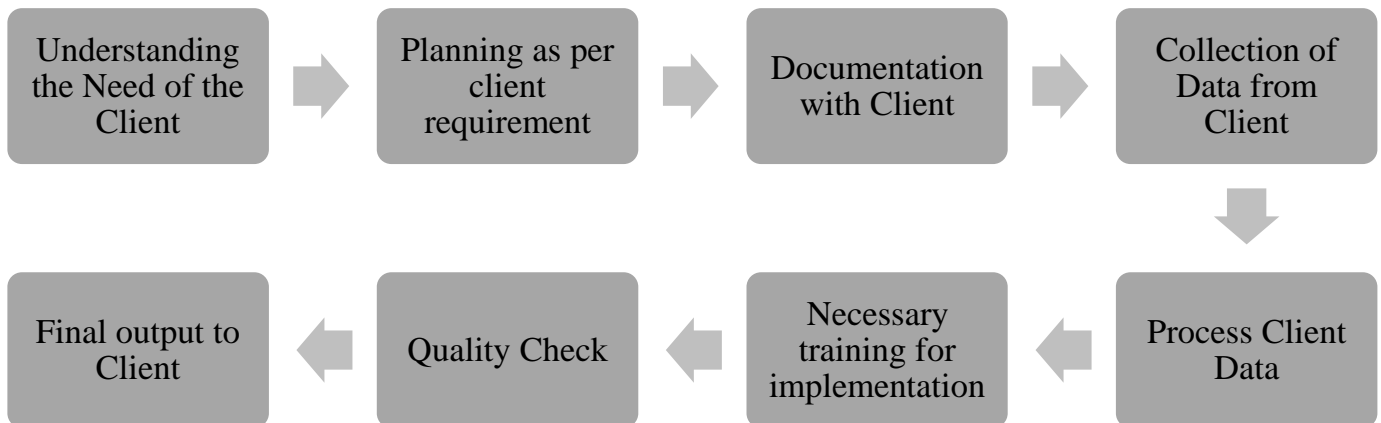 Understanding
the Need of the
Client
Planning as per
client
requirement
Documentation
with Client
Collection of
Data from
Client
Process Client
Data
Necessary
training for
implementation
Quality Check
Final output to
Client